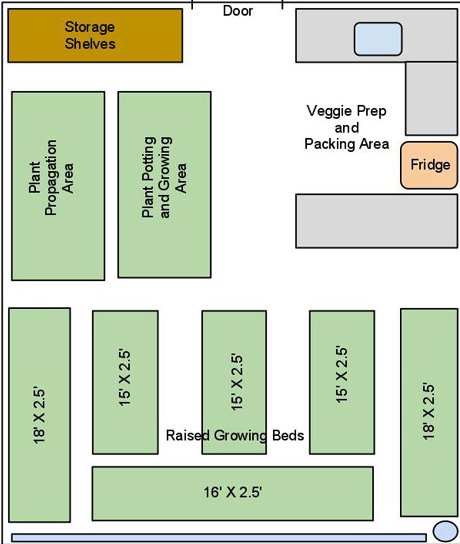 Door
Storage
Shelves
Veggie Prep
and
Packing Area
Fridge
Plant
Propagation
Area
Plant Potting
and Growing
Area
18' X 2.5'
15' X 2.5'
15' X 2.5'
15' X 2.5'
18' X 2.5'
Raised Growing Beds
16' X 2.5'